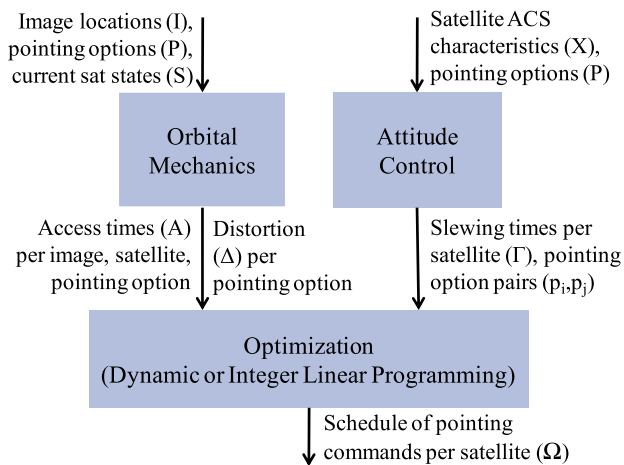 Image locations (I),
pointing options (P),
current sat states (S)
Satellite ACS
characteristics (X),
pointing options (P)
Orbital
Mechanics
Attitude
Control
Access times (A)
per image, satellite,
pointing option
Distortion
(Δ) per
pointing option
Slewing times per
satellite (Γ), pointing
option pairs (pi,pj)
Optimization
(Dynamic or Integer Linear Programming)
Schedule of pointing
commands per satellite (Ω)